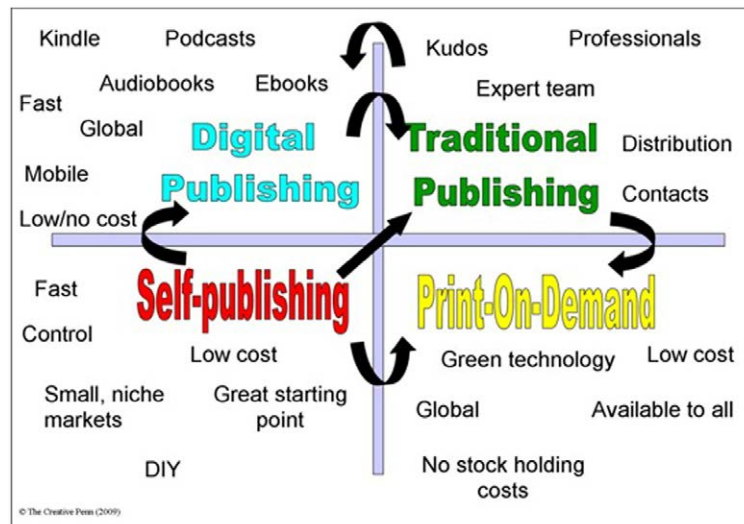 Kindle
Podcasts
Audiobooks
Ebooks
Fast
Global
Digital
Publishing
Mobile
Low/no cost
Kudos
Professionals
Expert team
Traditional
Publishing
Distribution
Contacts
Self-publishing
Fast
Control
Low cost
Small, niche
markets
Great starting
point
DIY
Print-On-Demand
Green technology
Low cost
Global
Available to all
No stock holding
costs
© The Creative Penn (2009)